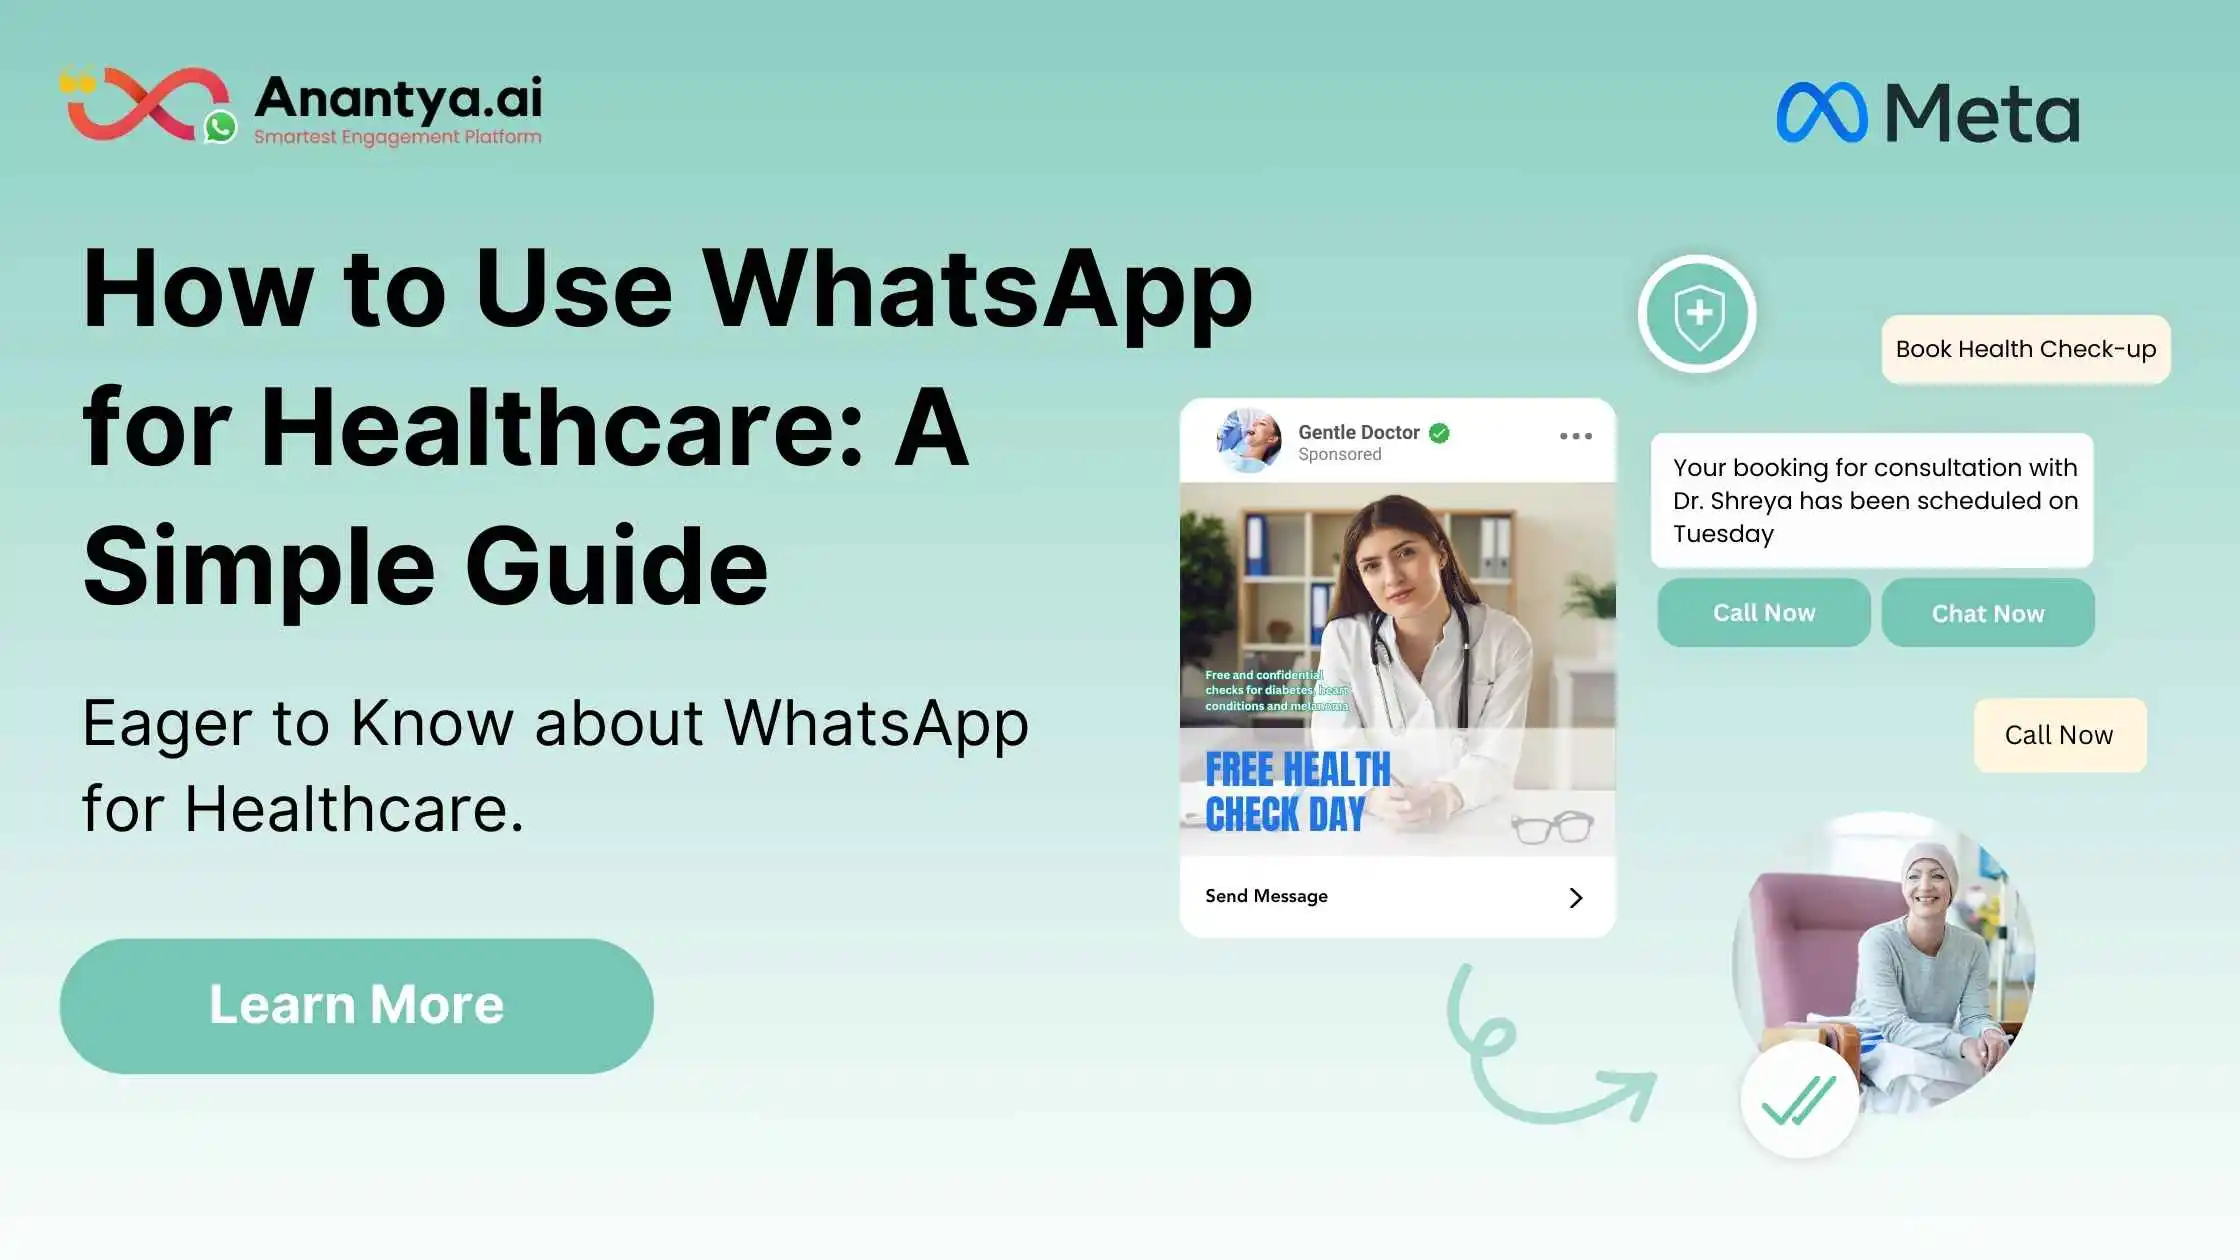 Anantya.ai
Smartest Engagement Platform
Meta
How to Use WhatsApp
for Healthcare: A
Simple Guide
Eager to Know about WhatsApp
for Healthcare.
Learn More
Gentle Doctor
Sponsored
Free and confidential
checks for diabetes, heart
conditions and melanoma
FREE HEALTH
CHECK DAY
Send Message
Book Health Check-up
Your booking for consultation with
Dr. Shreya has been scheduled on
Tuesday
Call Now
Chat Now
Call Now